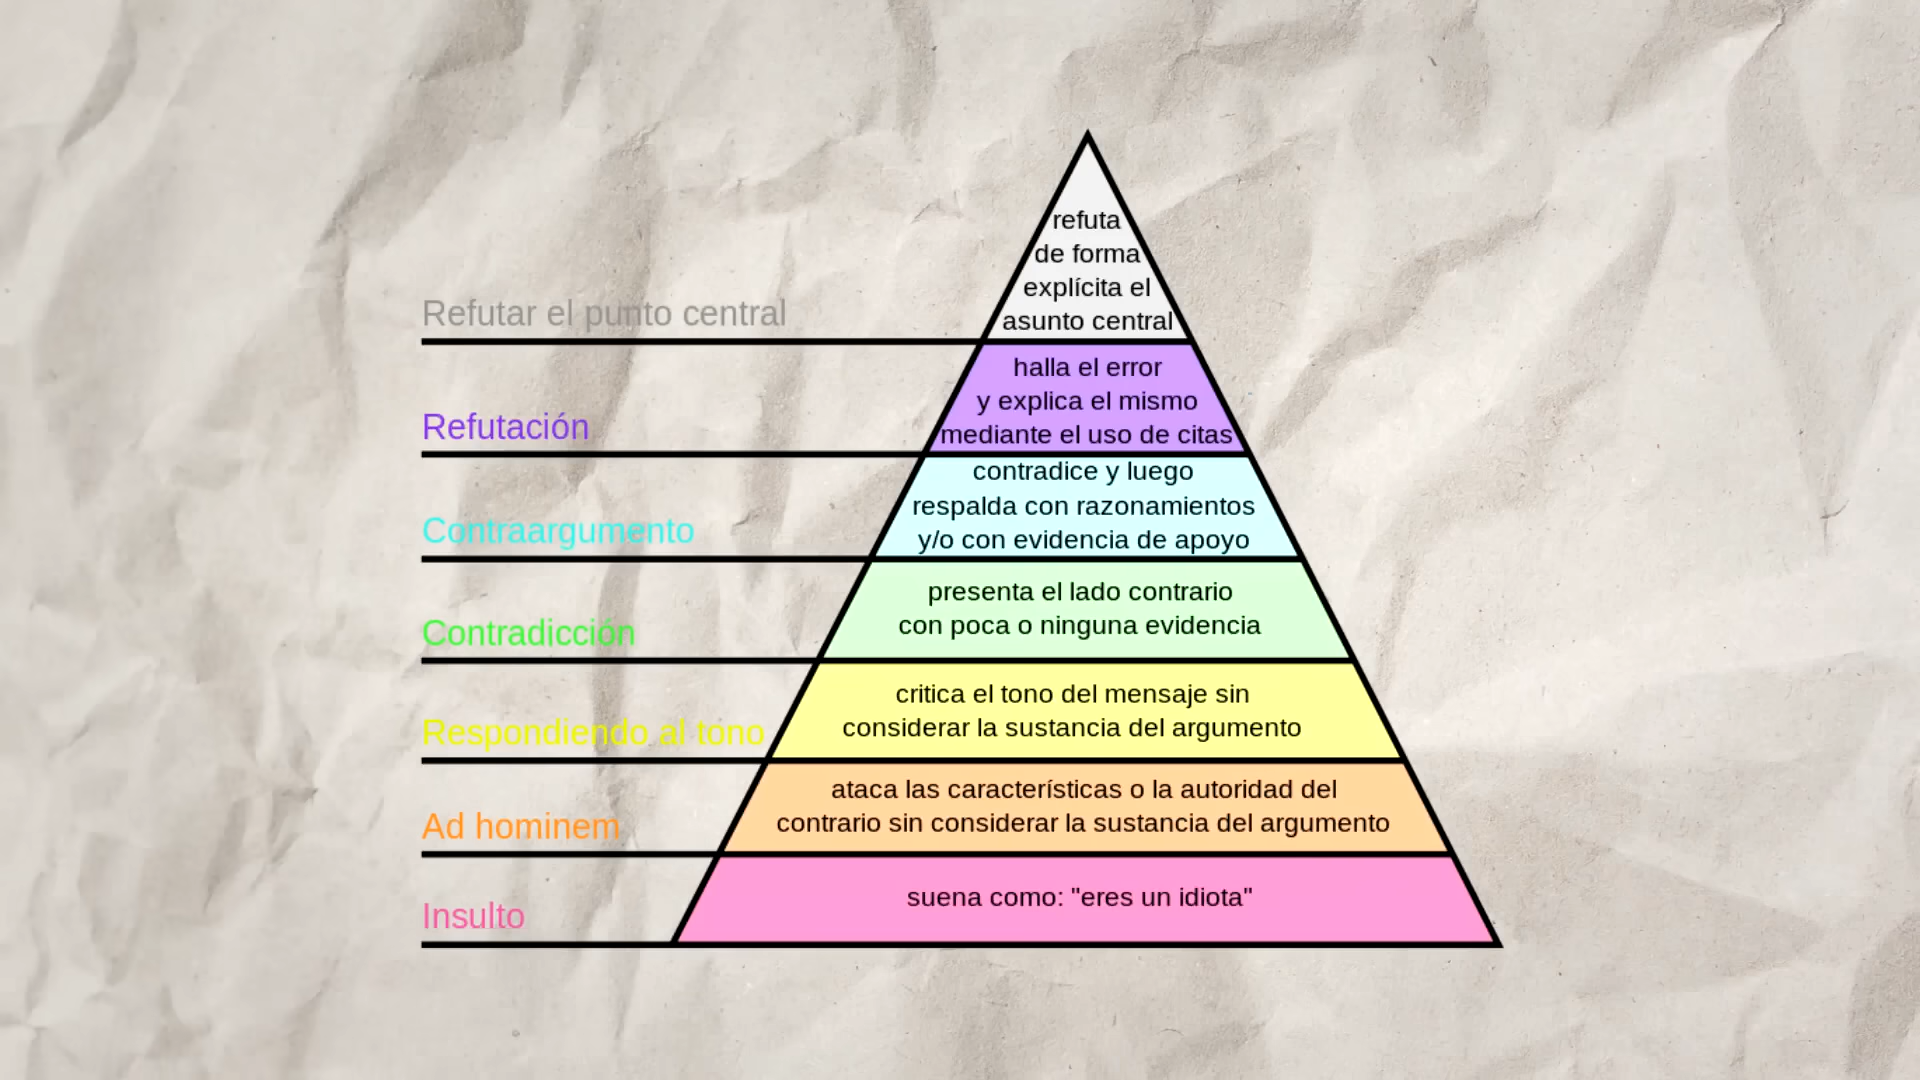 refuta
de forma
explícita el
asunto central
Refutar el punto central
halla el error
y explica el mismo
mediante el uso de citas
Refutación
contradice y luego
respalda con razonamientos
y/o con evidencia de apoyo
Contraargumento
presenta el lado contrario
con poca o ninguna evidencia
Contradicción
critica el tono del mensaje sin
considerar la sustancia del argumento
Respondiendo al tono
ataca las características o la autoridad del
contrario sin considerar la sustancia del argumento
Ad hominem
suena como: "eres un idiota"
Insulto